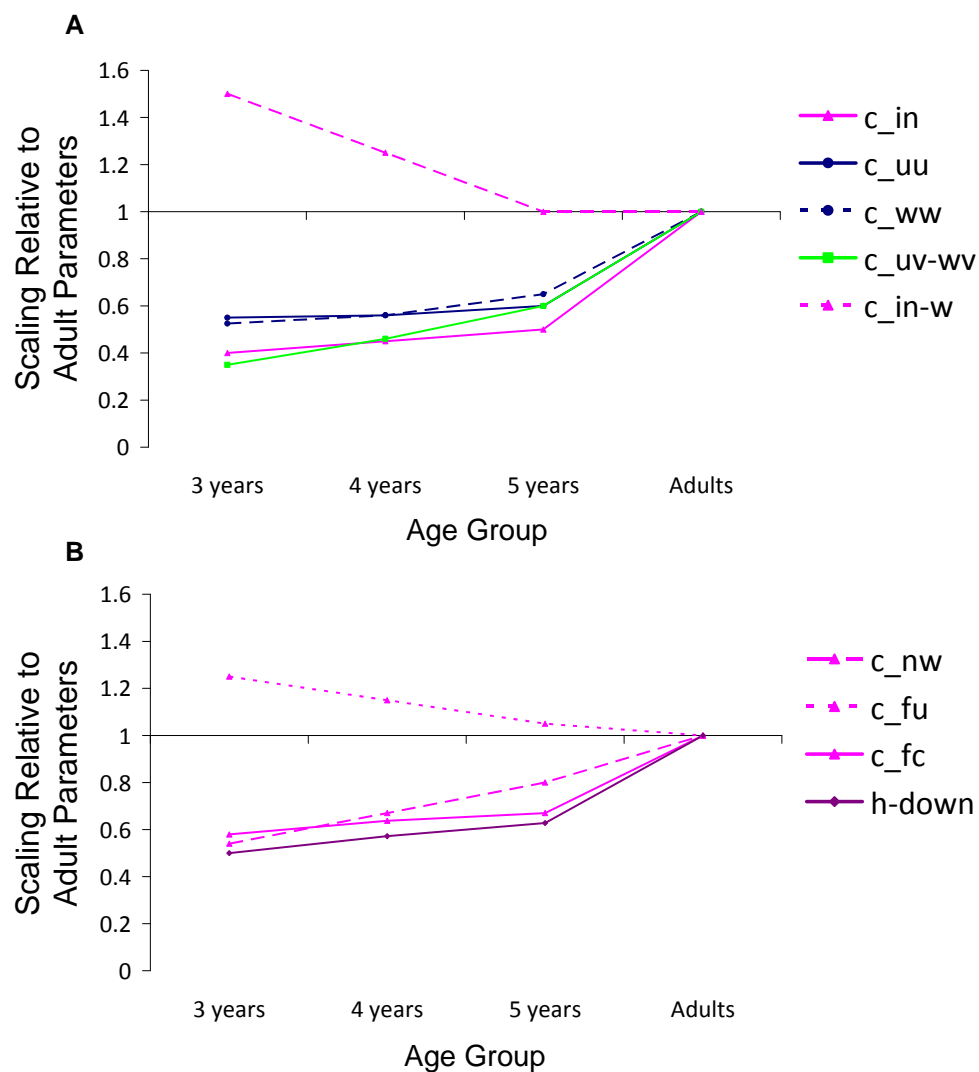 A
1.6
1.4
1.2
1
0.8
0.6
0.4
0.2
0
Scaling Relative to
Adult Parameters
3 years 4 years 5 years Adults
Age Group
c_in
c_uu
c_ww
c_uv-wv
c_in-w
B
1.6
1.4
1.2
1
0.8
0.6
0.4
0.2
0
Scaling Relative to
Adult Parameters
3 years 4 years 5 years Adults
Age Group
c_nw
c_fu
c_fc
h-down